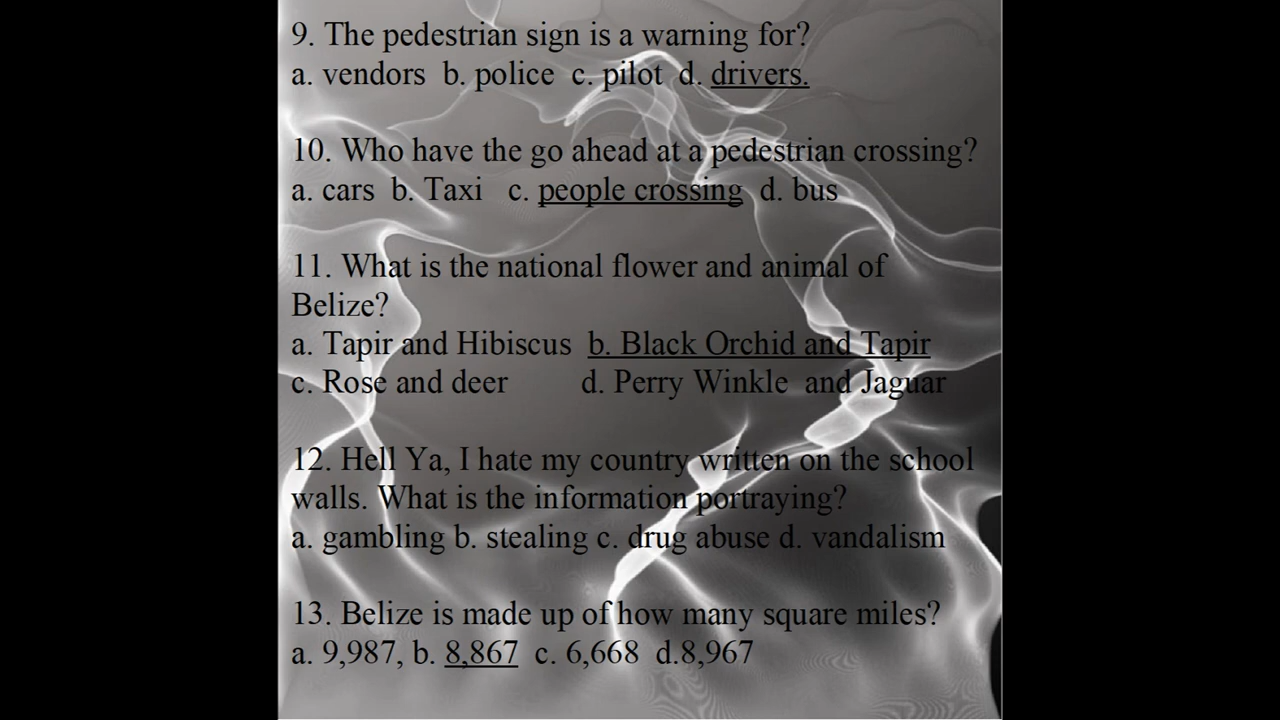 9. The pedestrian sign is a warning for?
a. vendors b. police c. pilot d. drivers.
10. Who have the go ahead at a pedestrian crossing?
a. cars b. Taxi c. people crossing d. bus
11. What is the national flower and animal of
Belize?
a. Tapir and Hibiscus b. Black Orchid and Tapir
c. Rose and deer d. Perry Winkle and Jaguar
12. Hell Ya, I hate my country written on the school
walls. What is the information portraying?
a. gambling b. stealing c. drug abuse d. vandalism
13. Belize is made up of how many square miles?
a. 9,987, b. 8,867 c. 6,668 d.8,967